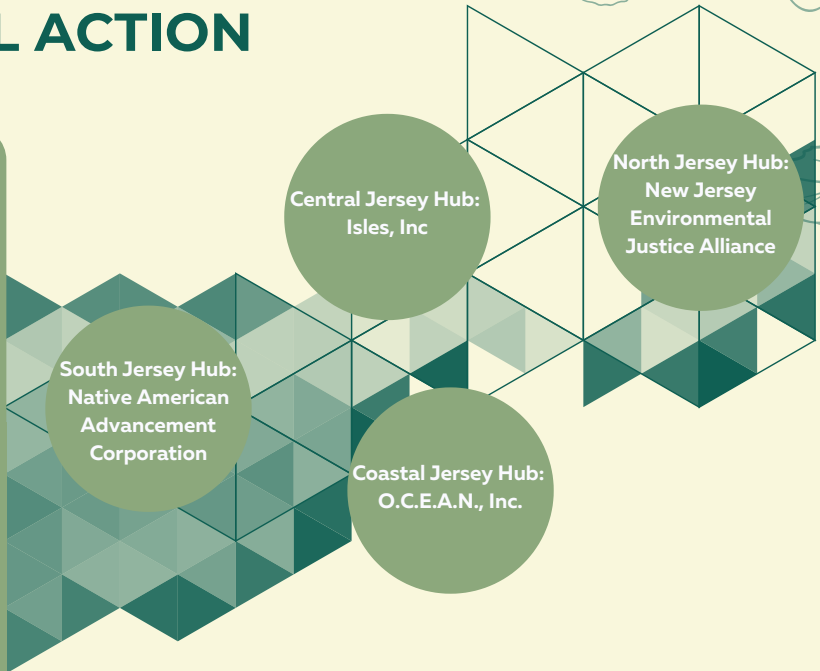 L ACTION
Central Jersey Hub:
Isles, Inc
North Jersey Hub:
New Jersey
Environmental
Justice Alliance
South Jersey Hub:
Native American
Advancement
Corporation
Coastal Jersey Hub:
O.C.E.A.N., Inc.